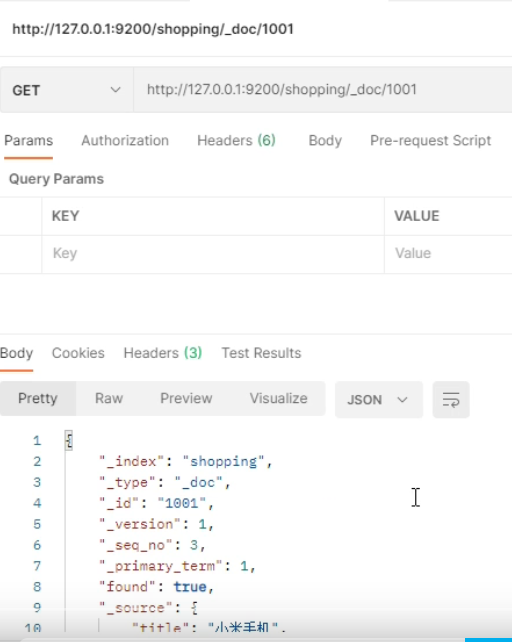 http://127.0.0.1:9200/shopping/_doc/1001
GET http://127.0.0.1:9200/shopping/_doc/1001
Params Authorization Headers (6) Body Pre-request Script
Query Params
KEY VALUE
Key Value
Body Cookies Headers (3) Test Results
Pretty Raw Preview Visualize JSON
1 {
2 "_index": "shopping",
3 "_type": "_doc",
4 "_id": "1001",
5 "_version": 1,
6 "_seq_no": 3,
7 "_primary_term": 1,
8 "found": true,
9 "_source": {
10 "title": "小米手机",